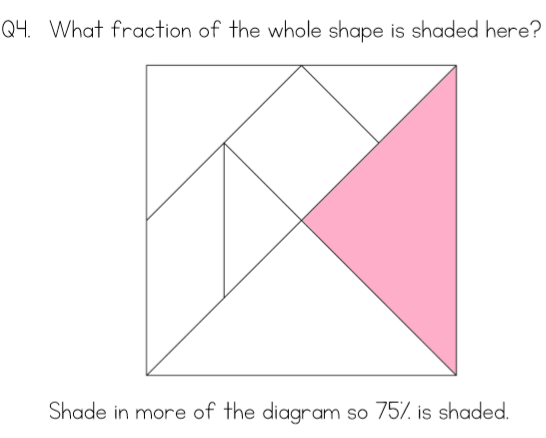 Q4. What fraction of the whole shape is shaded here?
Shade in more of the diagram so 75% is shaded.